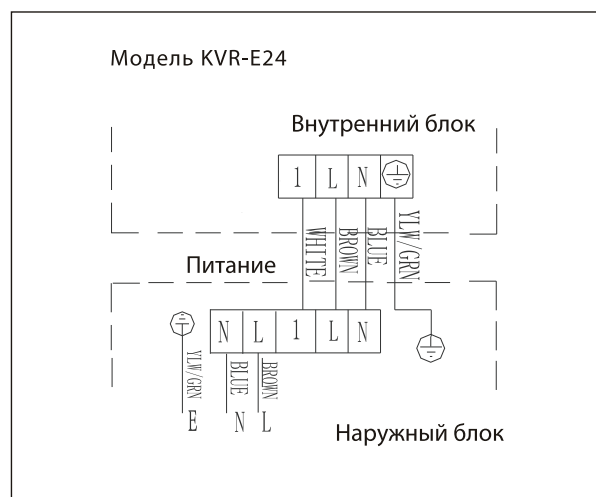 Модель KVR-E24
Внутренний блок
1 L N
WHITE BROWN BLUE YLW/GRN
Питание
N L 1 L N
YLW/GRN BLUE BROWN
E N L
Наружный блок